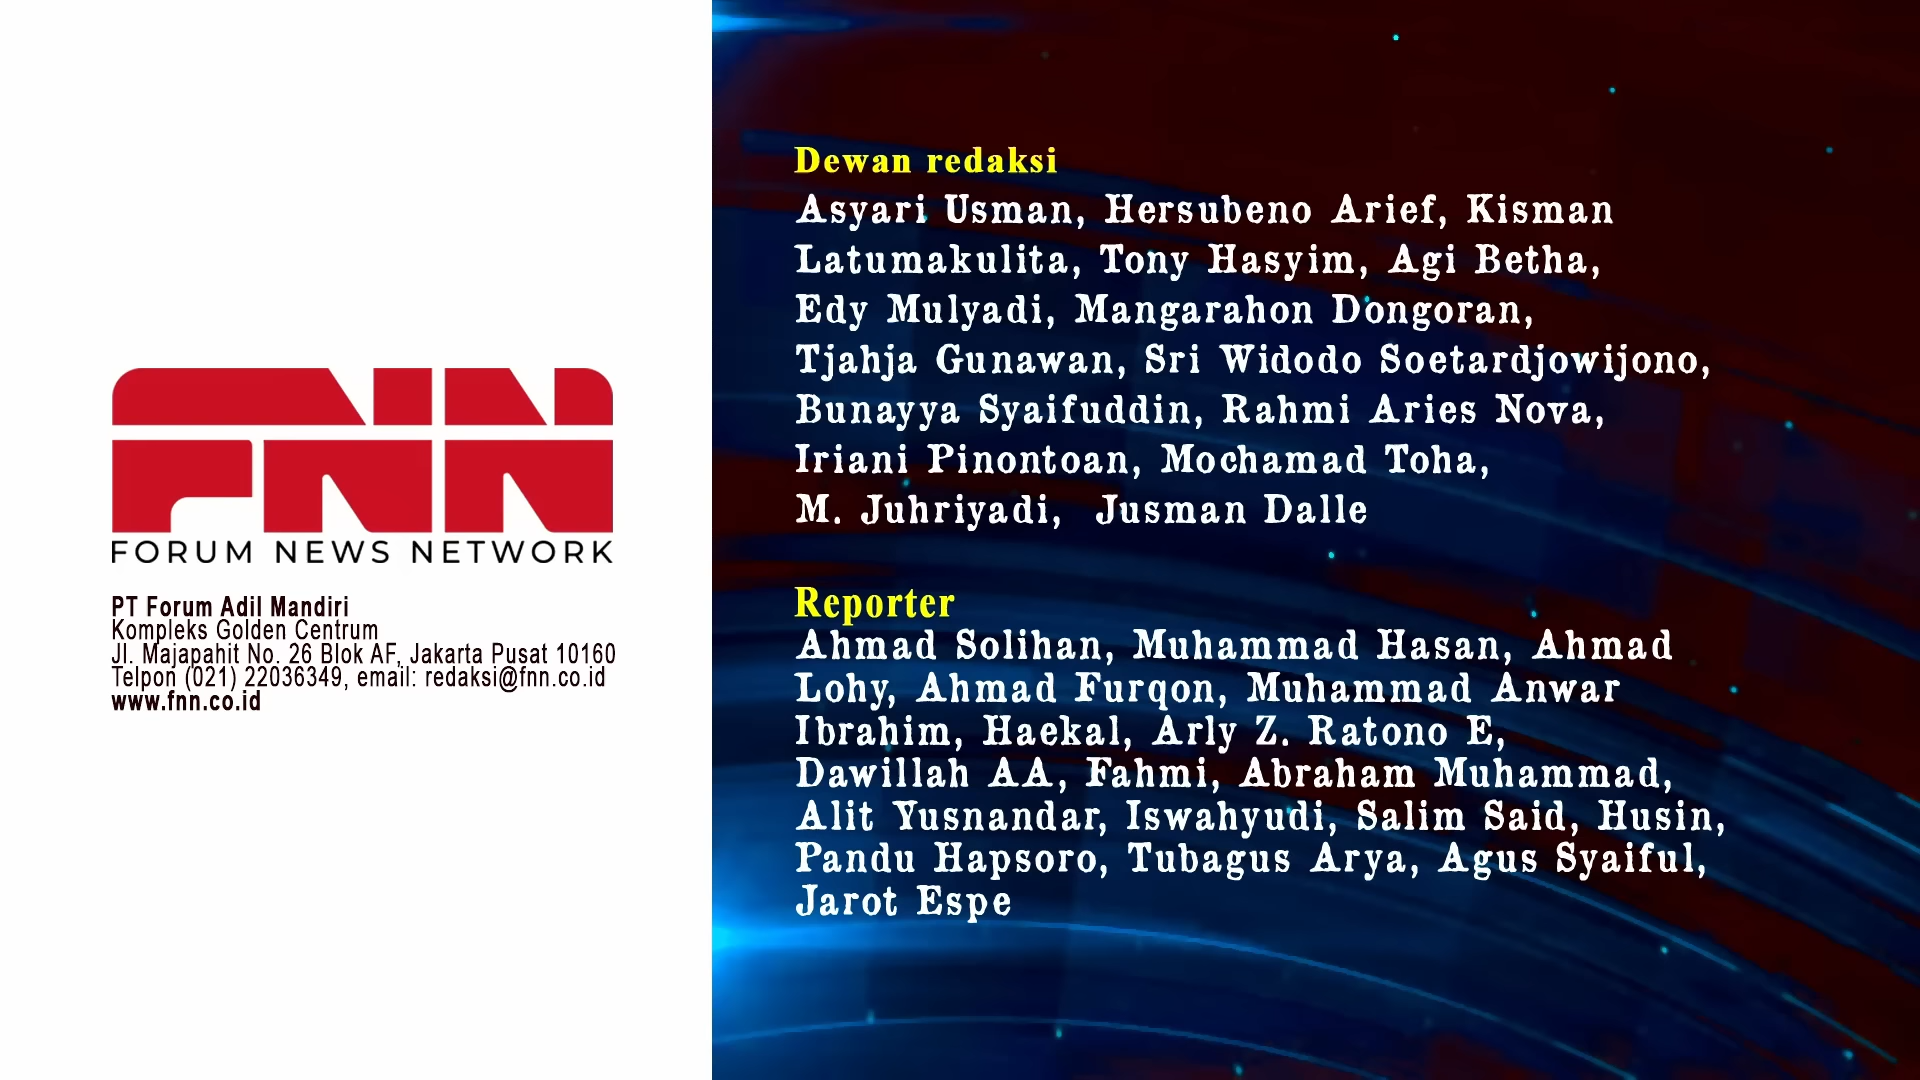 FNN
FORUM NEWS NETWORK
PT Forum Adil Mandiri
Kompleks Golden Centrum
Jl. Majapahit No. 26 Blok AF, Jakarta Pusat 10160
Telpon (021) 22036349, email: redaksi@fnn.co.id
www.fnn.co.id
Dewan redaksi
Asyari Usman, Hersubeno Arief, Kisman
Latumakulita, Tony Hasyim, Agi Betha,
Edy Mulyadi, Mangarahon Dongoran,
Tjahja Gunawan, Sri Widodo Soetardjowijono,
Bunayya Syaifuddin, Rahmi Aries Nova,
Iriani Pinontoan, Mochamad Toha,
M. Juhriyadi,  Jusman Dalle
Reporter
Ahmad Solihan, Muhammad Hasan, Ahmad
Lohy, Ahmad Furqon, Muhammad Anwar
Ibrahim, Haekal, Arly Z. Ratono E,
Dawillah AA, Fahmi, Abraham Muhammad,
Alit Yusnandar, Iswahyudi, Salim Said, Husin,
Pandu Hapsoro, Tubagus Arya, Agus Syaiful,
Jarot Espe